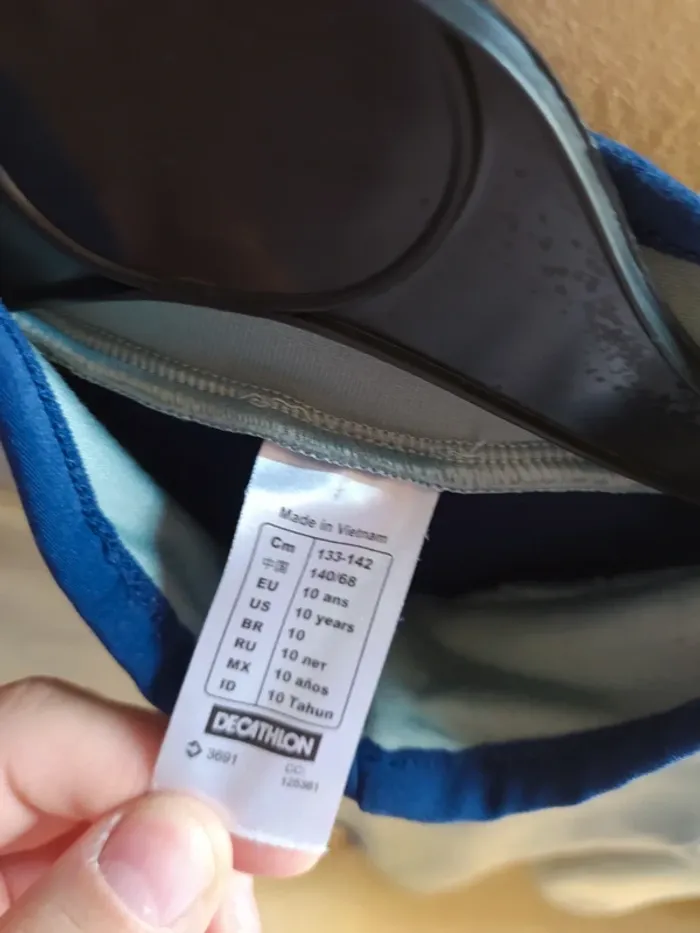 Made in Vietnam
Cm 133-142
中国 140/68
EU 10 ans
US 10 years
BR 10
RU 10 лет
MX 10 años
ID 10 Tahun
DECATHLON
3691